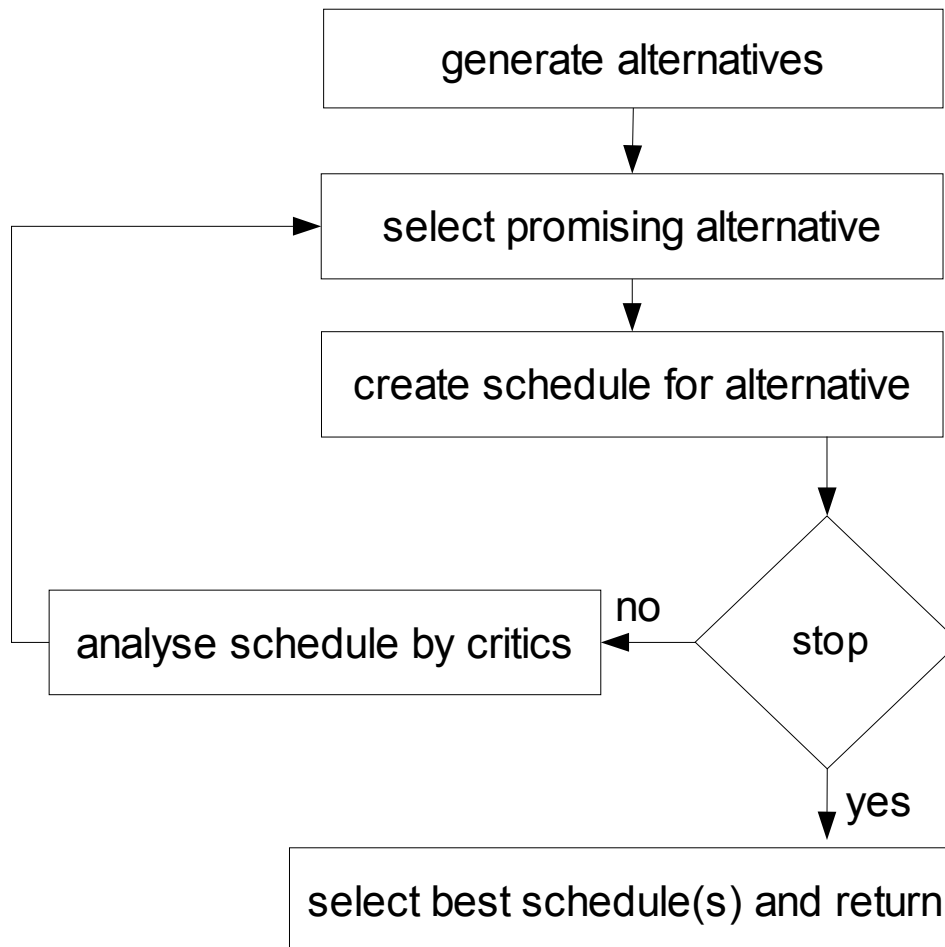 generate alternatives
select promising alternative
create schedule for alternative
no
analyse schedule by critics
stop
yes
select best schedule(s) and return